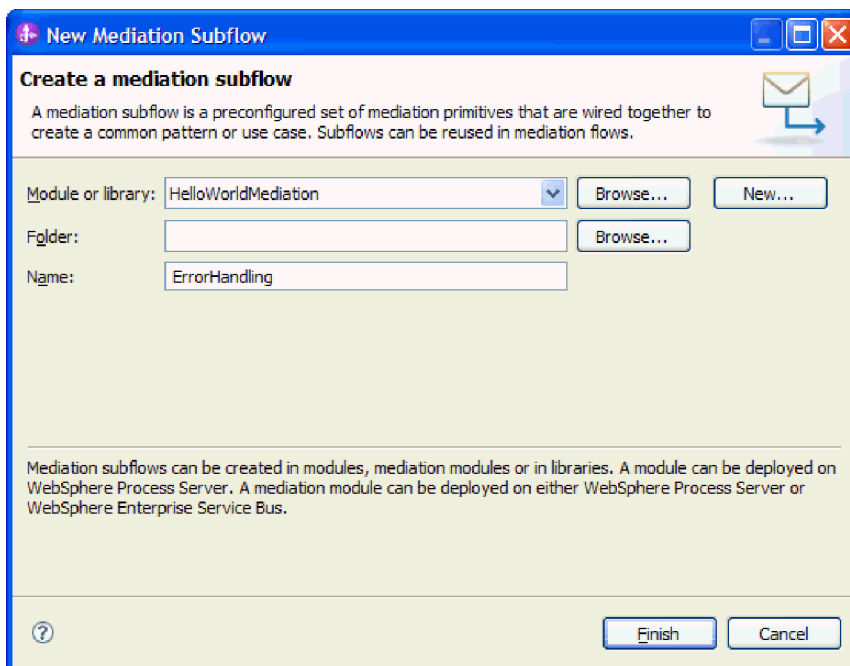 New Mediation Subflow
Create a mediation subflow
A mediation subflow is a preconfigured set of mediation primitives that are wired together to
create a common pattern or use case. Subflows can be reused in mediation flows.
Module or library: HelloWorldMediation Browse... New...
Folder: Browse...
Name: ErrorHandling
Mediation subflows can be created in modules, mediation modules or in libraries. A module can be deployed on
WebSphere Process Server. A mediation module can be deployed on either WebSphere Process Server or
WebSphere Enterprise Service Bus.
? Finish Cancel